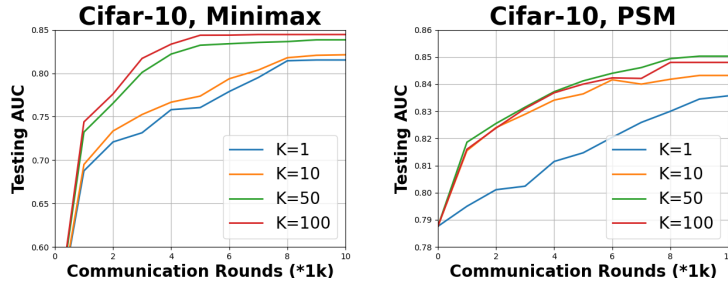 Cifar-10, Minimax
0.85
0.80
0.75
0.70
0.65
0.60
Testing AUC
K=1
K=10
K=50
K=100
0 2 4 6 8 10
Communication Rounds (*1k)
Cifar-10, PSM
0.86
0.85
0.84
0.83
0.82
0.81
0.80
0.79
0.78
Testing AUC
K=1
K=10
K=50
K=100
0 2 4 6 8
Communication Rounds (*1k)